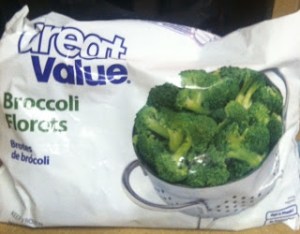 Great
Value.
Broccoli
Florets
Brotes
de brócoli